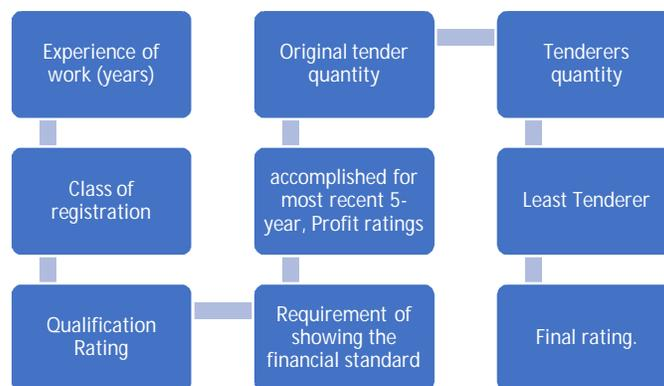 Experience of
work (years)
Class of
registration
Qualification
Rating
Requirement of
showing the
financial standard
accomplished for
most recent 5-
year, Profit ratings
Original tender
quantity
Tenderers
quantity
Least Tenderer
Final rating.